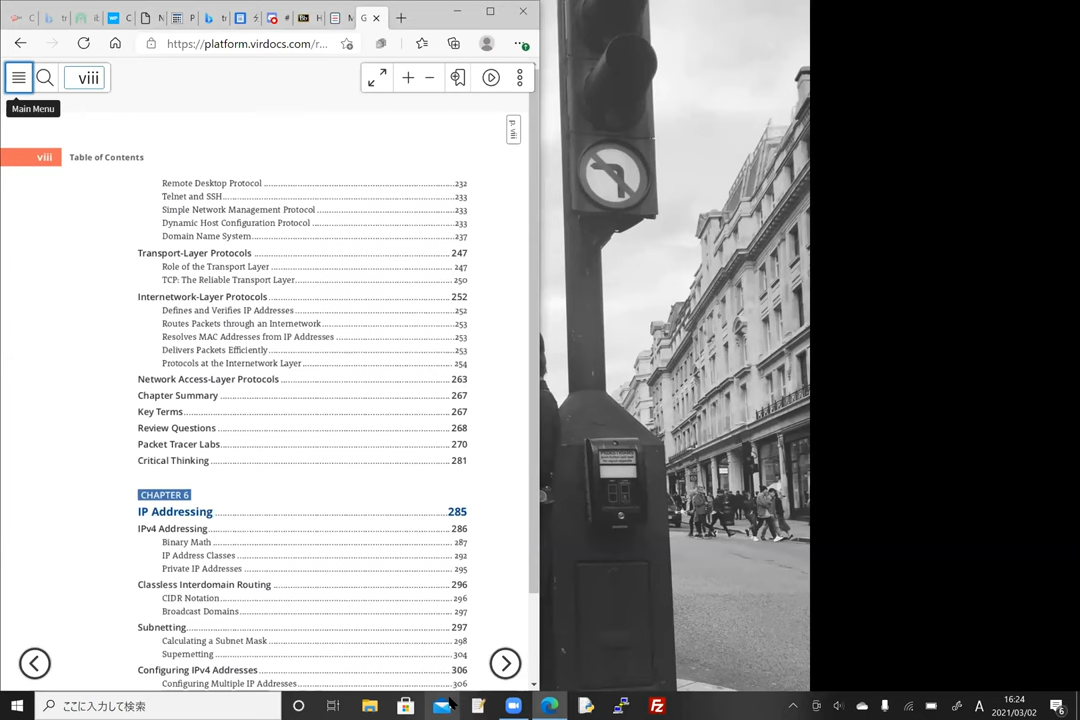 https://platform.virdocs.com/r...
viii
Main Menu
p. viii
viii Table of Contents
Remote Desktop Protocol 232
Telnet and SSH 233
Simple Network Management Protocol 233
Dynamic Host Configuration Protocol 233
Domain Name System 237
Transport-Layer Protocols 247
Role of the Transport Layer 247
TCP: The Reliable Transport Layer 250
Internetwork-Layer Protocols 252
Defines and Verifies IP Addresses 252
Routes Packets through an Internetwork 253
Resolves MAC Addresses from IP Addresses 253
Delivers Packets Efficiently 253
Protocols at the Internetwork Layer 254
Network Access-Layer Protocols 263
Chapter Summary 267
Key Terms 267
Review Questions 268
Packet Tracer Labs 270
Critical Thinking 281
CHAPTER 6
IP Addressing 285
IPv4 Addressing 286
Binary Math 287
IP Address Classes 292
Private IP Addresses 295
Classless Interdomain Routing 296
CIDR Notation 296
Broadcast Domains 297
Subnetting 297
Calculating a Subnet Mask 298
Supernetting 304
Configuring IPv4 Addresses 306
Configuring Multiple IP Addresses 306
ここに入力して検索
A
16:24
2021/03/02
6